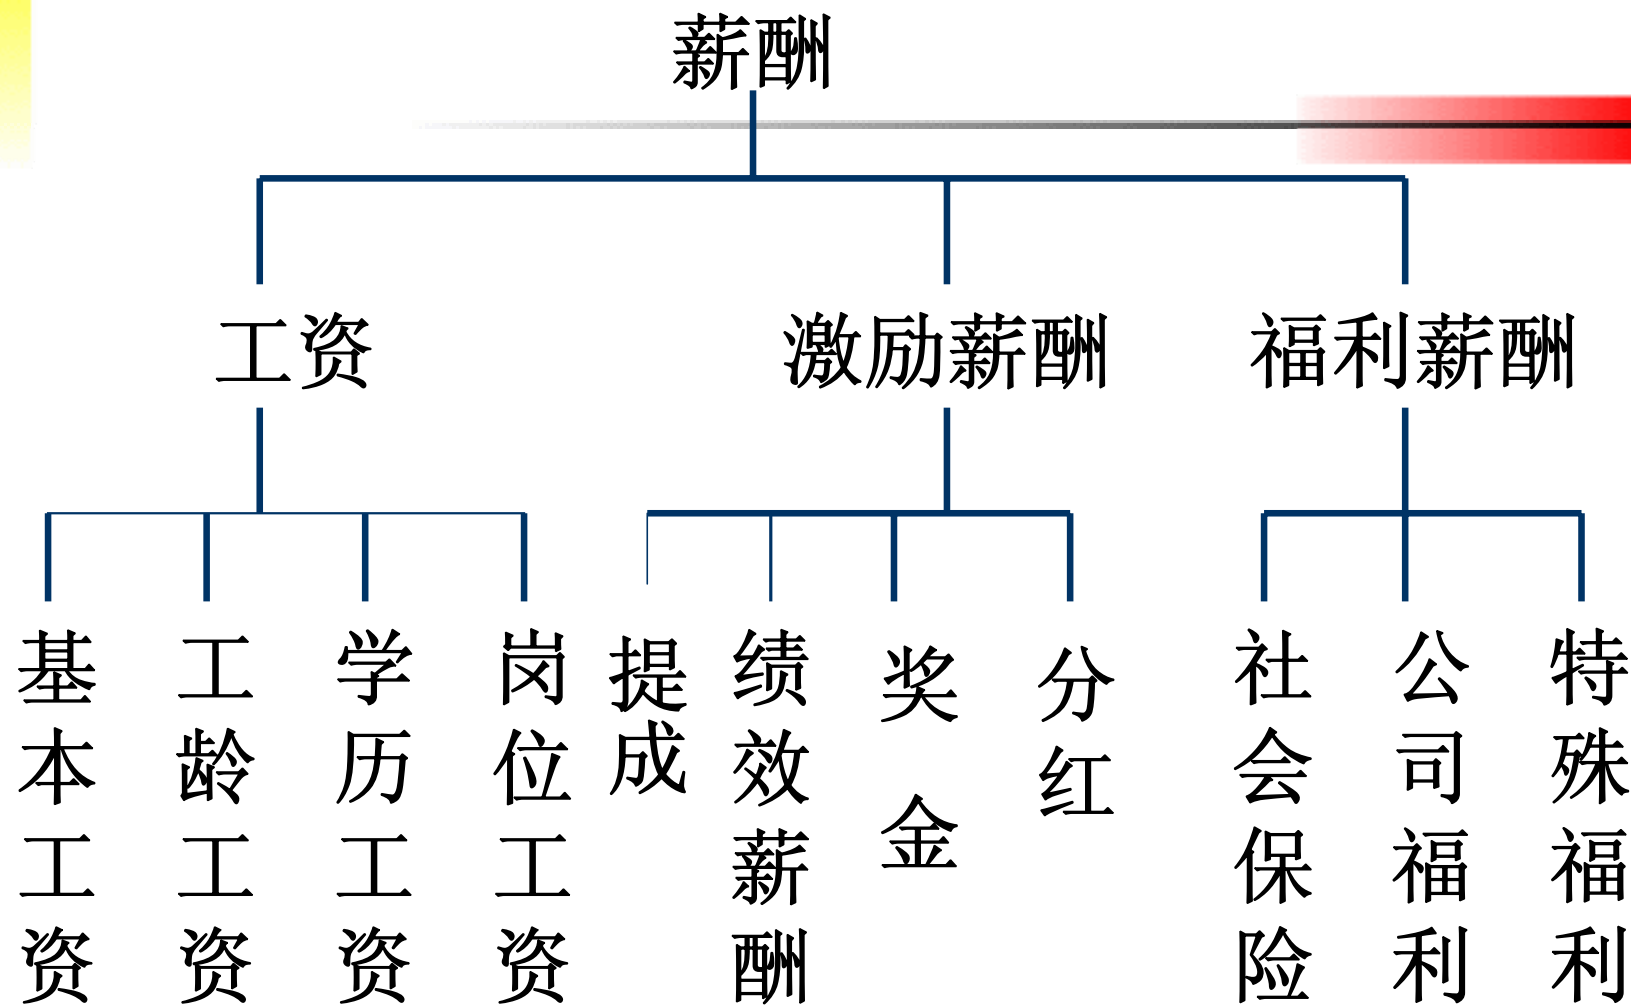 薪酬
工资
激励薪酬
福利薪酬
基本工资
工龄工资
学历工资
岗位工资
提成
绩效薪酬
奖金
分红
社会保险
公司福利
特殊福利